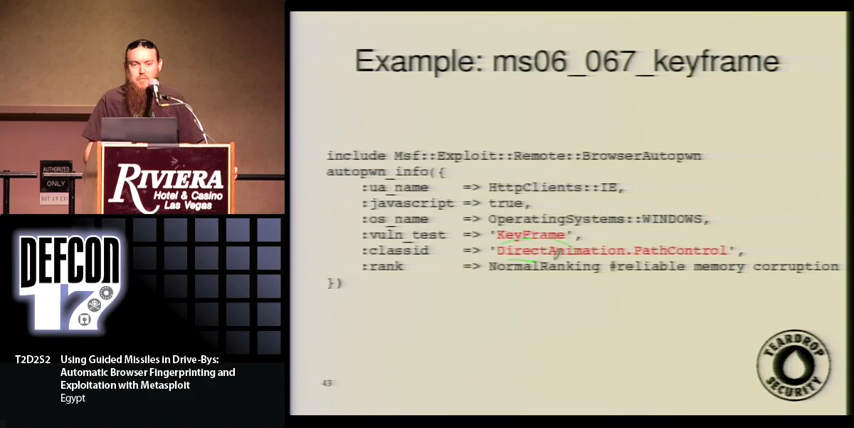 Example: ms06_067_keyframe
include Msf::Exploit::Remote::BrowserAutopwn
autopwn_info({
:ua_name => HttpClients::IE,
:javascript => true,
:os_name => OperatingSystems::WINDOWS,
:vuln_test => 'KeyFrame',
:classid => 'DirectAnimation.PathControl',
:rank => NormalRanking #reliable memory corruption
})
43
TEARDROP
SECURITY
AUTHORIZED
ONLY
RIVIERA
Hotel & Casino
Las Vegas
DEFCON
17
T2D2S2 Using Guided Missiles in Drive-Bys:
Automatic Browser Fingerprinting and
Exploitation with Metasploit
Egypt